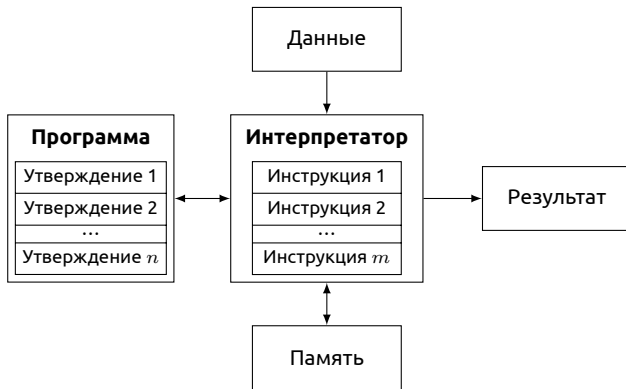 Данные
Программа
Утверждение 1
Утверждение 2
...
Утверждение n
Интерпретатор
Инструкция 1
Инструкция 2
...
Инструкция m
Результат
Память